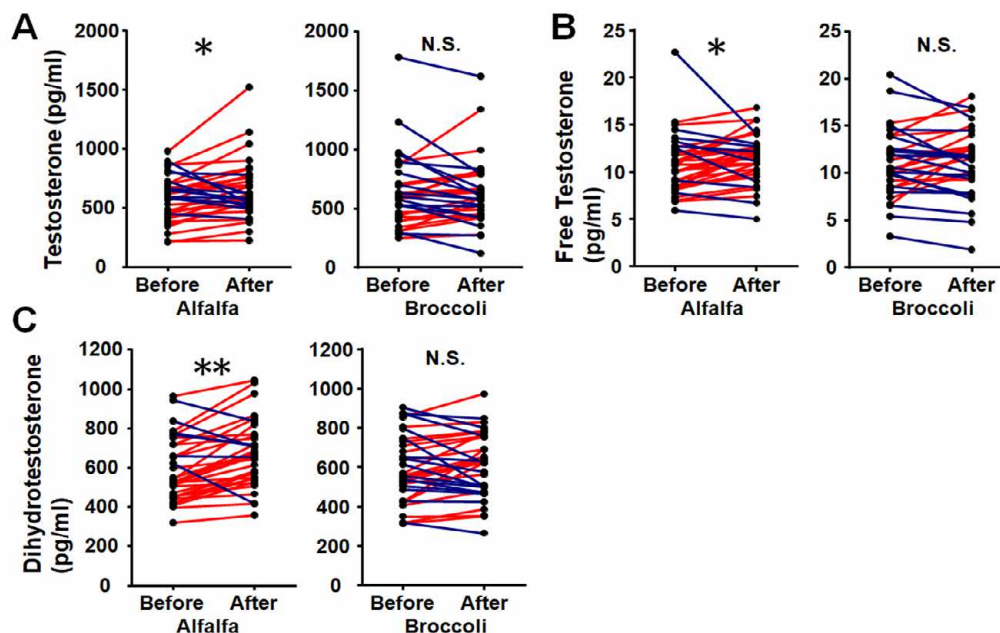 A
Testosterone (pg/ml)
2000
1500
1000
500
0
*
Before After
Alfalfa
2000
1500
1000
500
0
N.S.
Before After
Broccoli
B
Free Testosterone
(pg/ml)
25
20
15
10
5
0
*
Before After
Alfalfa
25
20
15
10
5
0
N.S.
Before After
Broccoli
C
Dihydrotestosterone
(pg/ml)
1200
1000
800
600
400
200
0
**
Before After
Alfalfa
1200
1000
800
600
400
200
0
N.S.
Before After
Broccoli